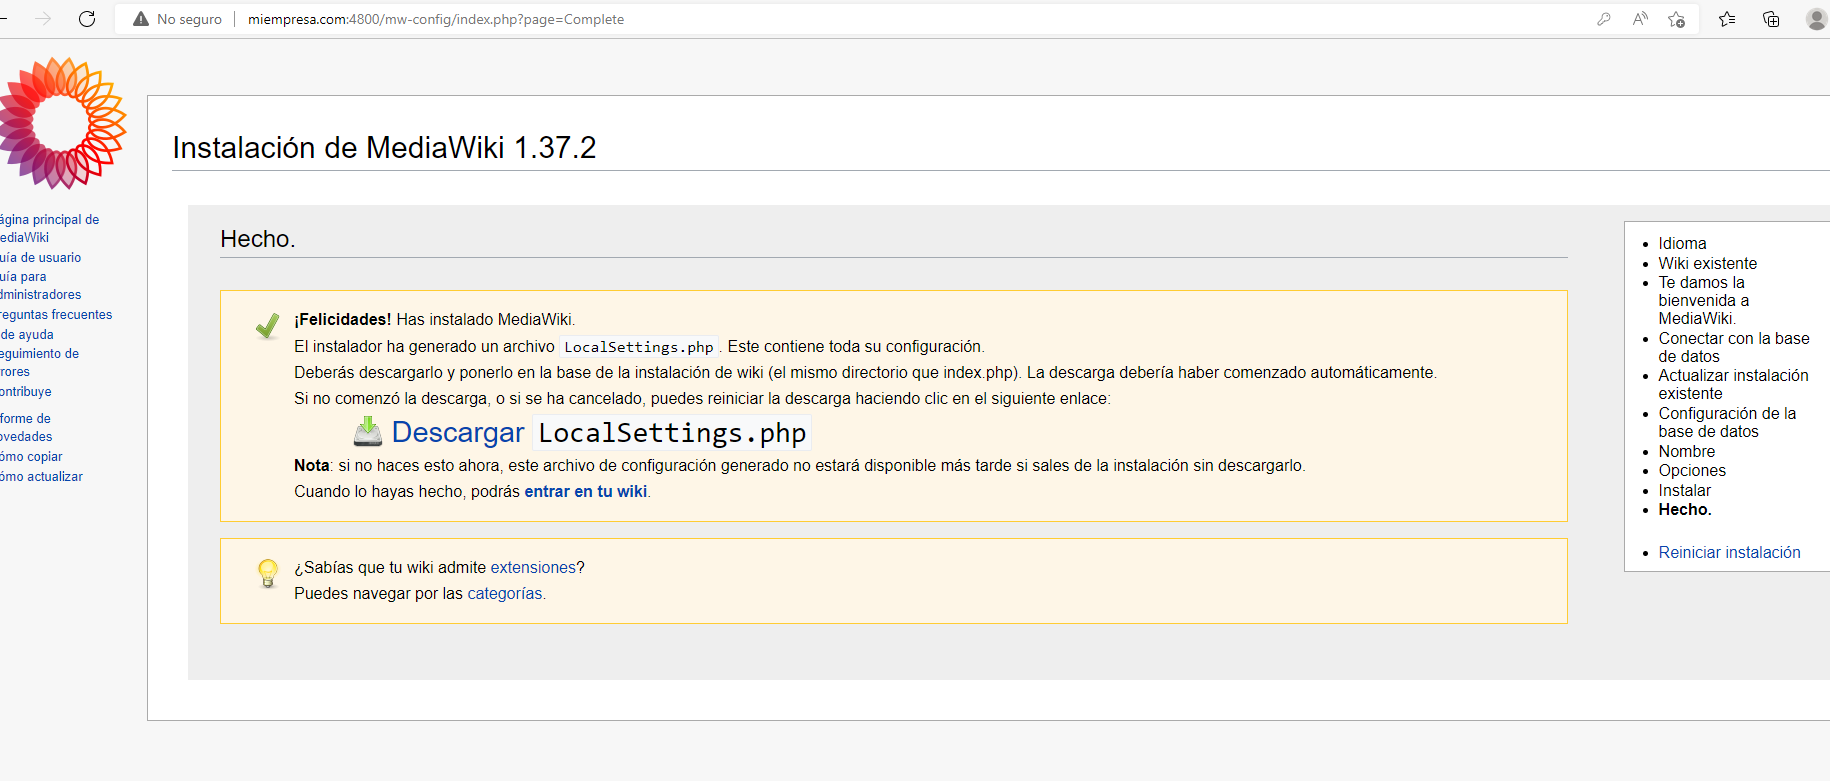 No seguro
miempresa.com:4800/mw-config/index.php?page=Complete
ágina principal de
ediaWiki
uía de usuario
uía para
dministradores
reguntas frecuentes
de ayuda
eguimiento de
rrores
ontribuye
forme de
ovedades
ómo copiar
ómo actualizar
Instalación de MediaWiki 1.37.2
Hecho.
¡Felicidades! Has instalado MediaWiki.
El instalador ha generado un archivo LocalSettings.php. Este contiene toda su configuración.
Deberás descargarlo y ponerlo en la base de la instalación de wiki (el mismo directorio que index.php). La descarga debería haber comenzado automáticamente.
Si no comenzó la descarga, o si se ha cancelado, puedes reiniciar la descarga haciendo clic en el siguiente enlace:
Descargar LocalSettings.php
Nota: si no haces esto ahora, este archivo de configuración generado no estará disponible más tarde si sales de la instalación sin descargarlo.
Cuando lo hayas hecho, podrás entrar en tu wiki.
¿Sabías que tu wiki admite extensiones?
Puedes navegar por las categorías.
Idioma
Wiki existente
Te damos la
bienvenida a
MediaWiki.
Conectar con la base
de datos
Actualizar instalación
existente
Configuración de la
base de datos
Nombre
Opciones
Instalar
Hecho.
Reiniciar instalación